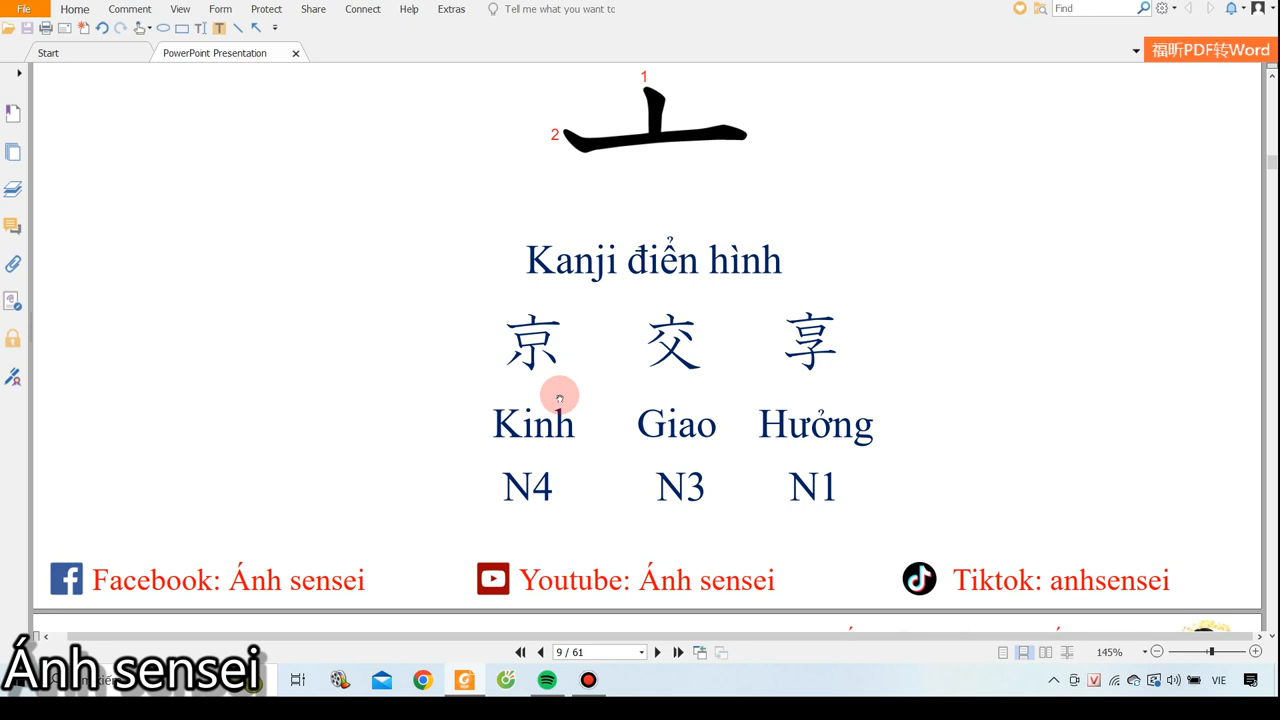 File Home Comment View Form Protect Share Connect Help Extras Tell me what you want to Find
Start PowerPoint Presentation 福昕PDF转Word
1
2
亠
Kanji điển hình
京 交 享
Kinh Giao Hưởng
N4 N3 N1
Facebook: Ánh sensei Youtube: Ánh sensei Tiktok: anhsensei
9 / 61 145%
Ánh sensei
VIE